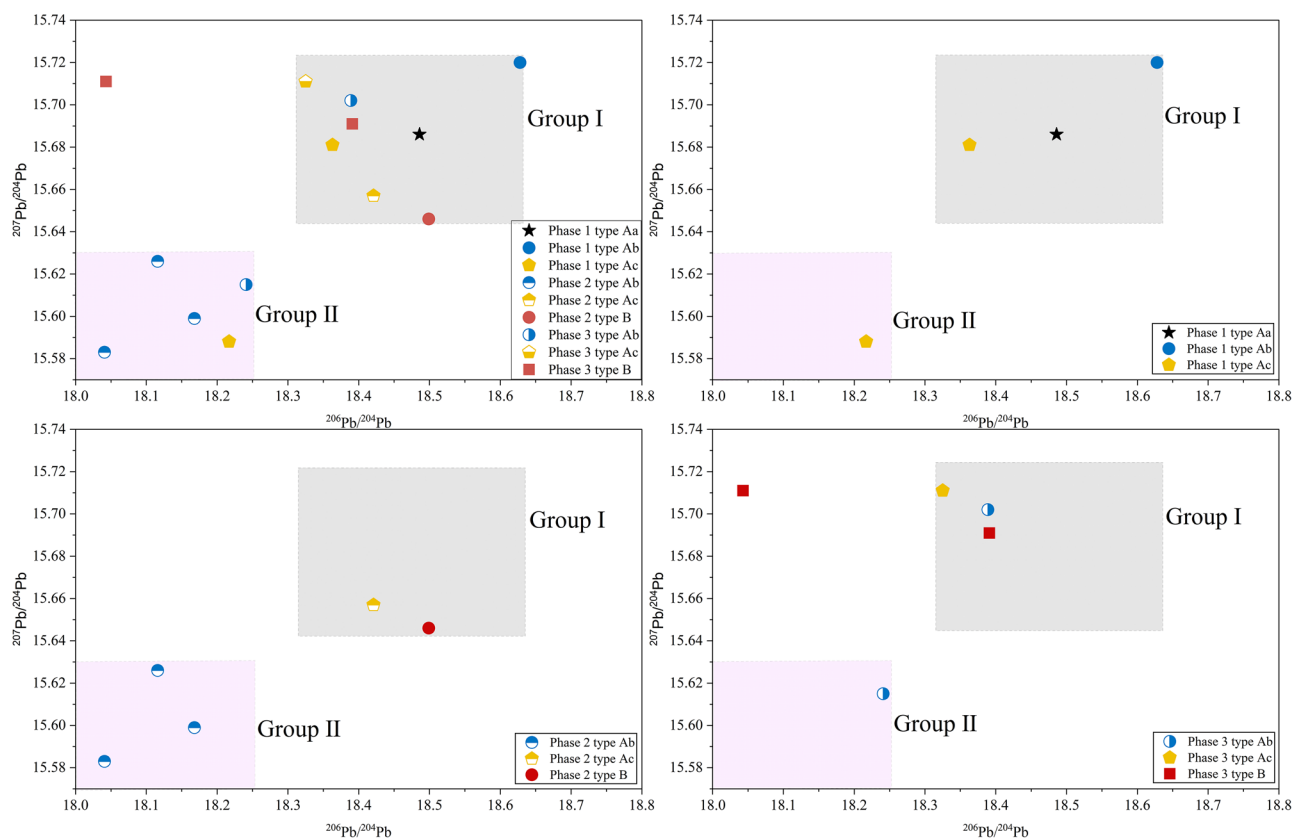 15.74
15.72
15.70
15.68
15.66
15.64
15.62
15.60
15.58
207Pb/204Pb
Group I
Group II
Phase 1 type Aa
Phase 1 type Ab
Phase 1 type Ac
Phase 2 type Ab
Phase 2 type Ac
Phase 2 type B
Phase 3 type Ab
Phase 3 type Ac
Phase 3 type B
18.0 18.1 18.2 18.3 18.4 18.5 18.6 18.7 18.8
206Pb/204Pb
15.74
15.72
15.70
15.68
15.66
15.64
15.62
15.60
15.58
207Pb/204Pb
Group I
Group II
Phase 1 type Aa
Phase 1 type Ab
Phase 1 type Ac
18.0 18.1 18.2 18.3 18.4 18.5 18.6 18.7 18.8
206Pb/204Pb
15.74
15.72
15.70
15.68
15.66
15.64
15.62
15.60
15.58
207Pb/204Pb
Group I
Group II
Phase 2 type Ab
Phase 2 type Ac
Phase 2 type B
18.0 18.1 18.2 18.3 18.4 18.5 18.6 18.7 18.8
206Pb/204Pb
15.74
15.72
15.70
15.68
15.66
15.64
15.62
15.60
15.58
207Pb/204Pb
Group I
Group II
Phase 3 type Ab
Phase 3 type Ac
Phase 3 type B
18.0 18.1 18.2 18.3 18.4 18.5 18.6 18.7 18.8
206Pb/204Pb